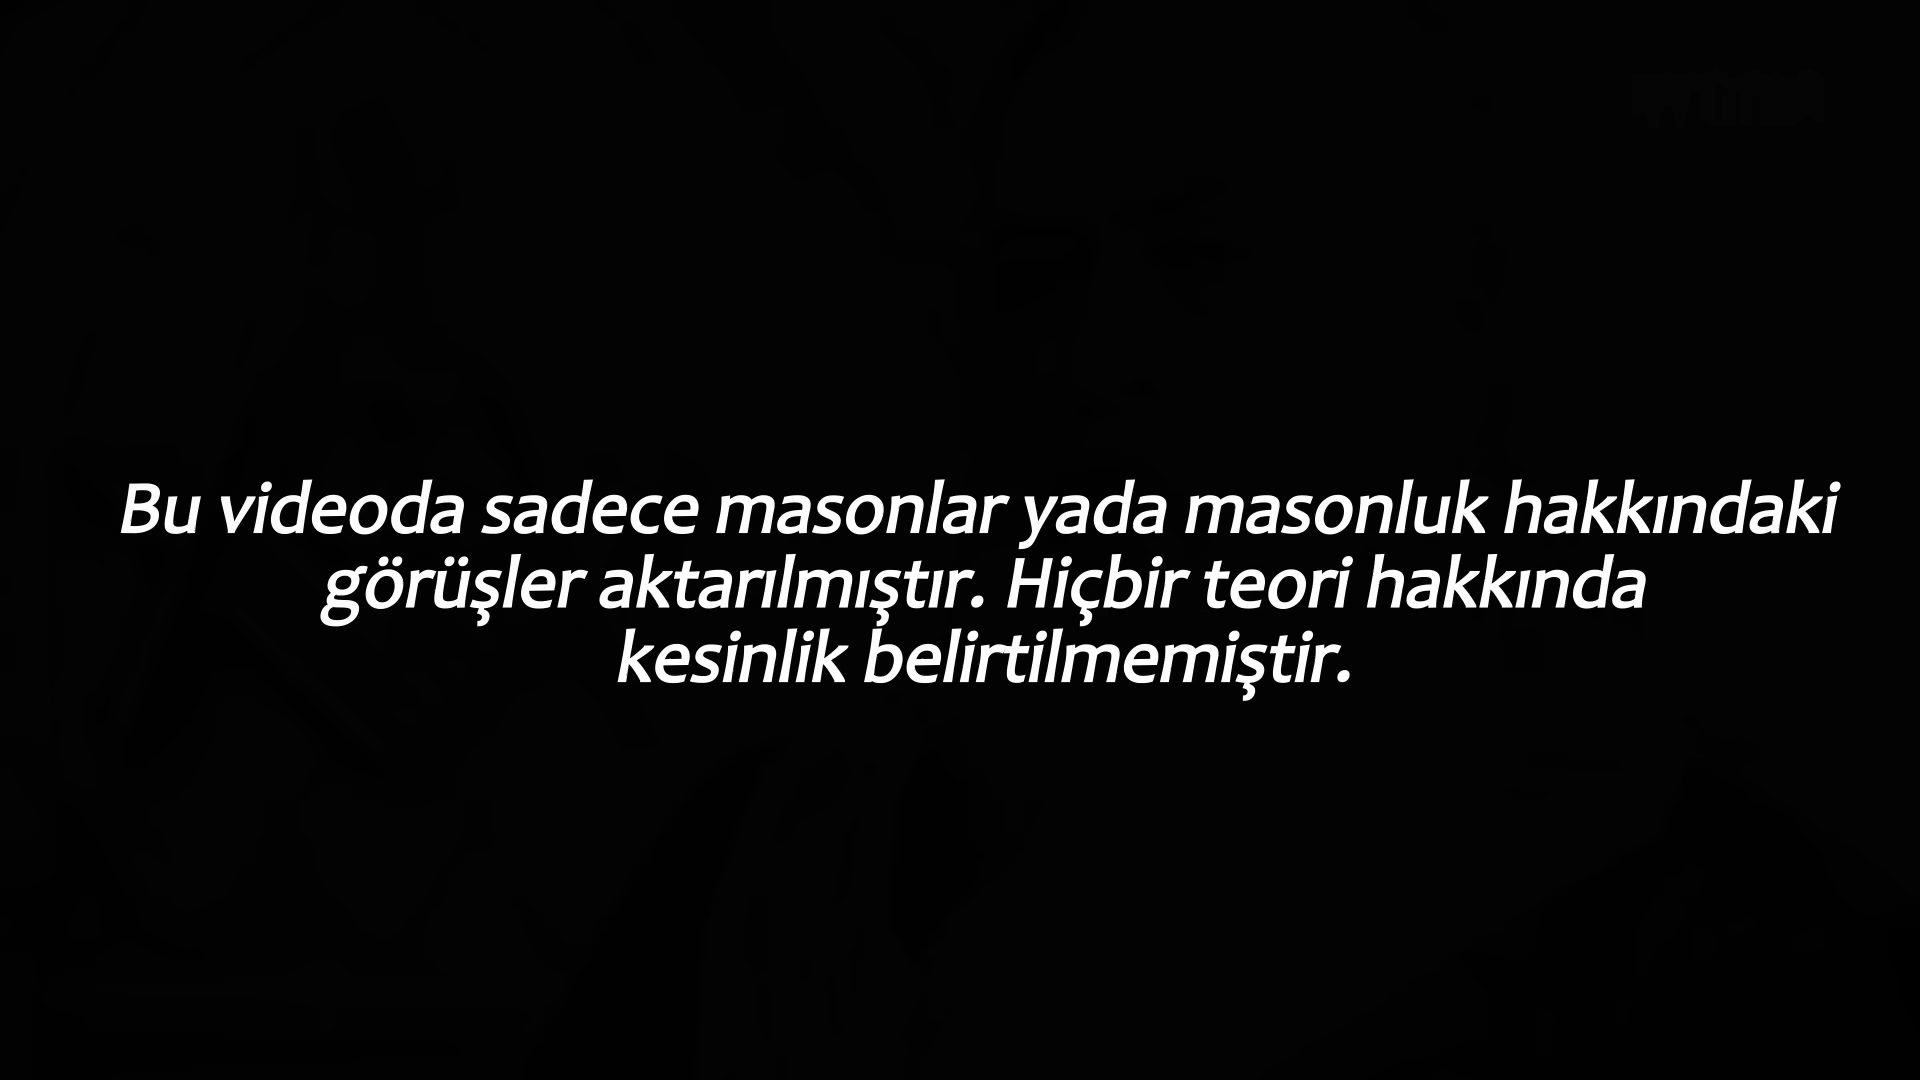 Bu videoda sadece masonlar yada masonluk hakkındaki
görüşler aktarılmıştır. Hiçbir teori hakkında
kesinlik belirtilmemiştir.